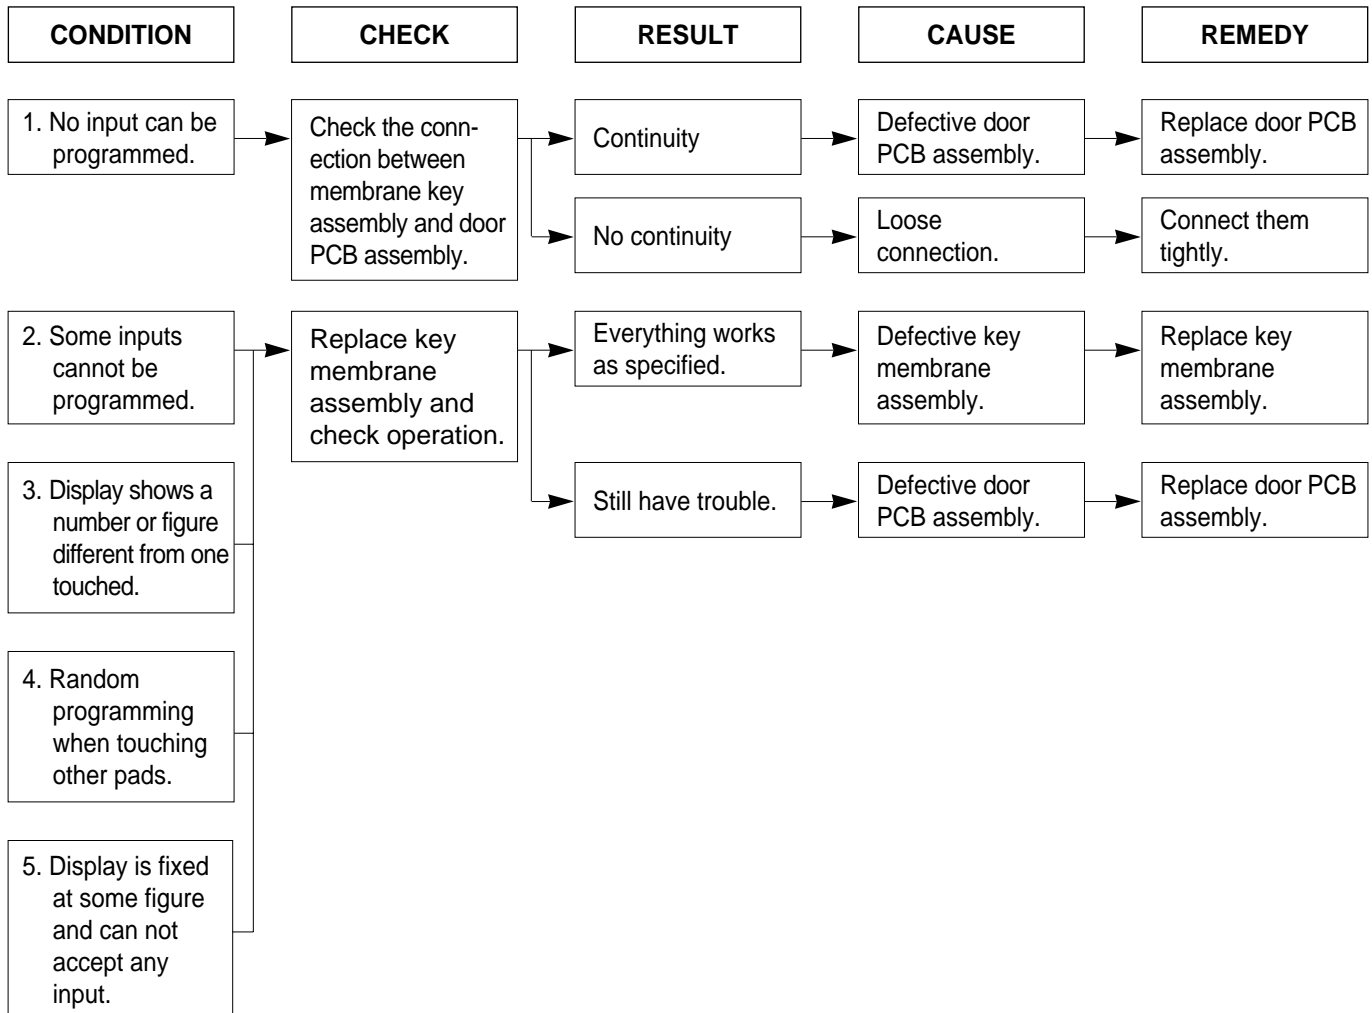 CONDITION
CHECK
RESULT
CAUSE
REMEDY
1. No input can be
programmed.
Check the conn-
ection between
membrane key
assembly and door
PCB assembly.
Continuity
Defective door
PCB assembly.
Replace door PCB
assembly.
No continuity
Loose
connection.
Connect them
tightly.
2. Some inputs
cannot be
programmed.
Replace key
membrane
assembly and
check operation.
Everything works
as specified.
Defective key
membrane
assembly.
Replace key
membrane
assembly.
3. Display shows a
number or figure
different from one
touched.
Still have trouble.
Defective door
PCB assembly.
Replace door PCB
assembly.
4. Random
programming
when touching
other pads.
5. Display is fixed
at some figure
and can not
accept any
input.